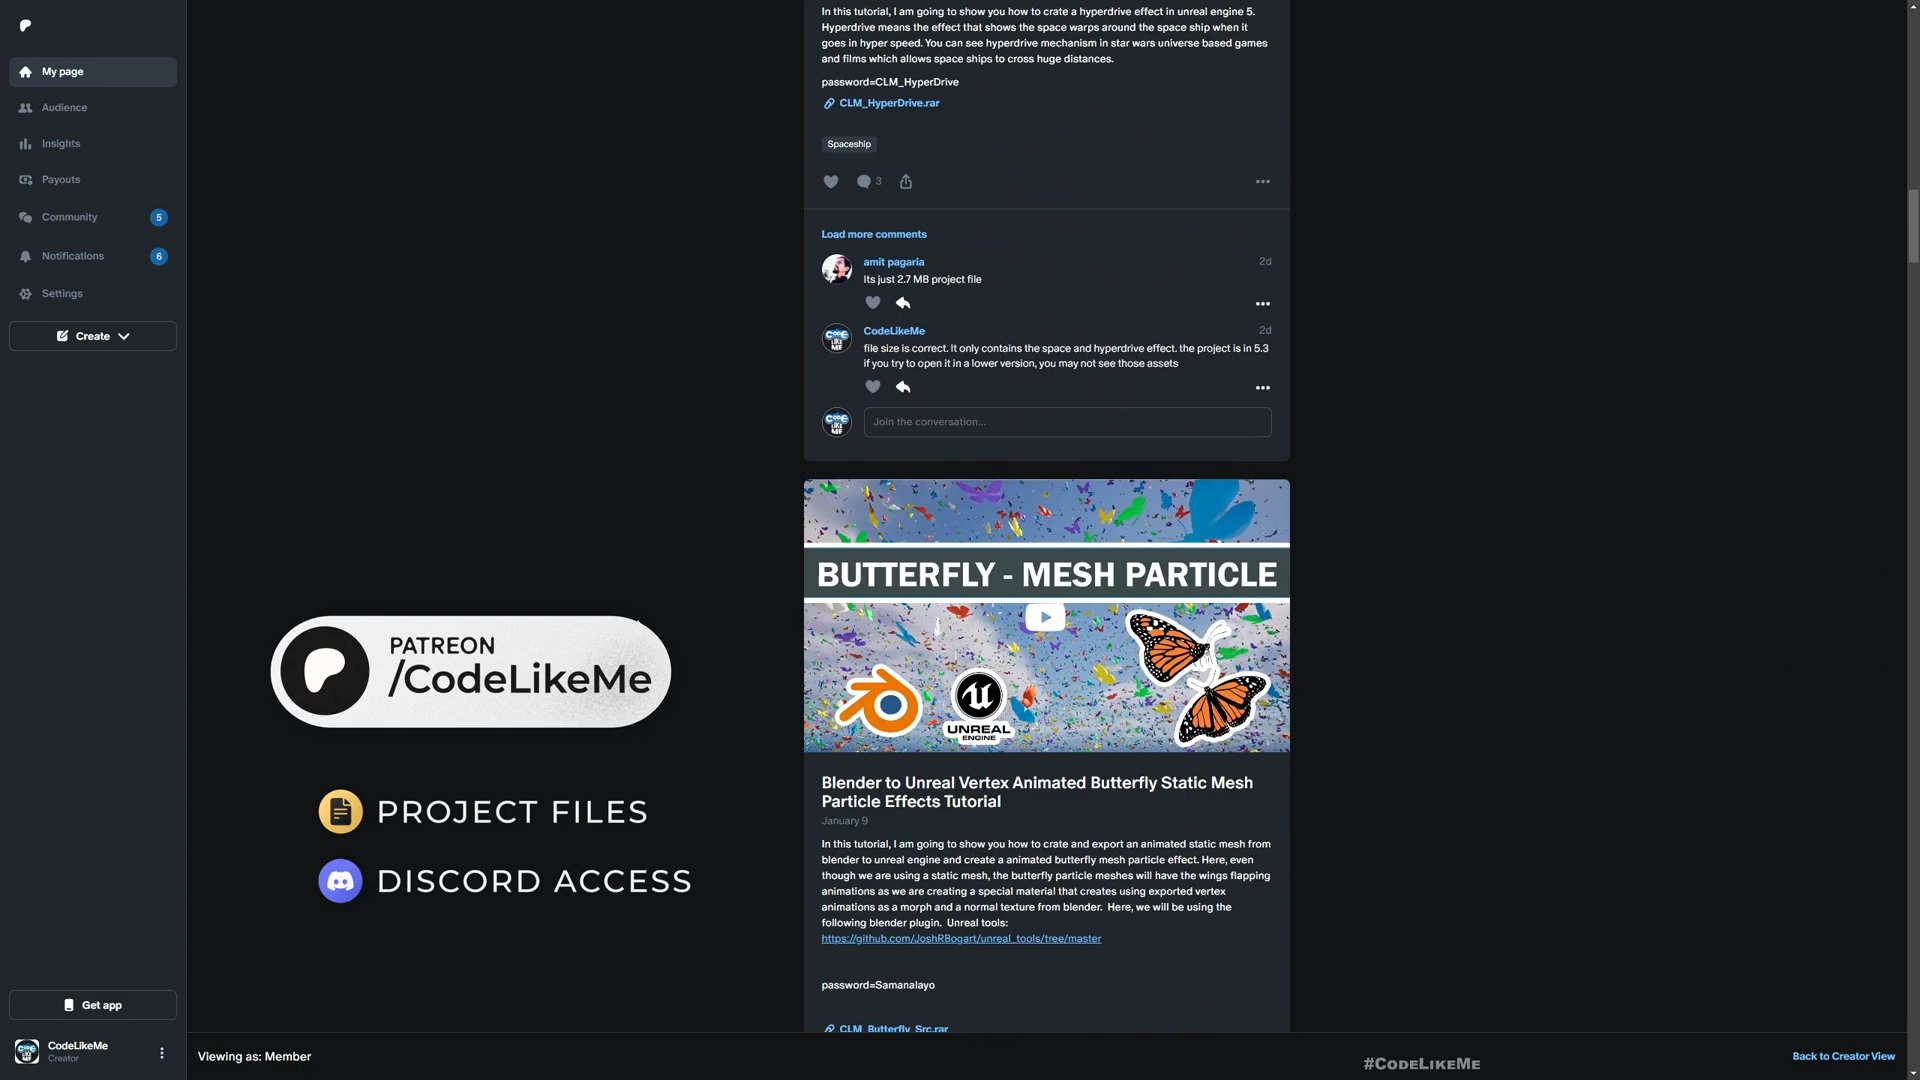 My page
Audience
Insights
Payouts
Community
5
Notifications
6
Settings
Create
In this tutorial, I am going to show you how to crate a hyperdrive effect in unreal engine 5.
Hyperdrive means the effect that shows the space warps around the space ship when it
goes in hyper speed. You can see hyperdrive mechanism in star wars universe based games
and films which allows space ships to cross huge distances.
password=CLM_HyperDrive
CLM_HyperDrive.rar
Spaceship
3
Load more comments
amit pagaria
2d
Its just 2.7 MB project file
CodeLikeMe
2d
file size is correct. It only contains the space and hyperdrive effect. the project is in 5.3
if you try to open it in a lower version, you may not see those assets
Join the conversation...
BUTTERFLY - MESH PARTICLE
UNREAL
ENGINE
PATREON
/CodeLikeMe
PROJECT FILES
DISCORD ACCESS
Blender to Unreal Vertex Animated Butterfly Static Mesh
Particle Effects Tutorial
January 9
In this tutorial, I am going to show you how to crate and export an animated static mesh from
blender to unreal engine and create a animated butterfly mesh particle effect. Here, even
though we are using a static mesh, the butterfly particle meshes will have the wings flapping
animations as we are creating a special material that creates using exported vertex
animations as a morph and a normal texture from blender.  Here, we will be using the
following blender plugin.  Unreal tools:
https://github.com/JoshRBogart/unreal_tools/tree/master
password=Samanalayo
CLM_Butterfly_Src.rar
Get app
CodeLikeMe
Creator
Viewing as: Member
#CodeLikeMe
Back to Creator View